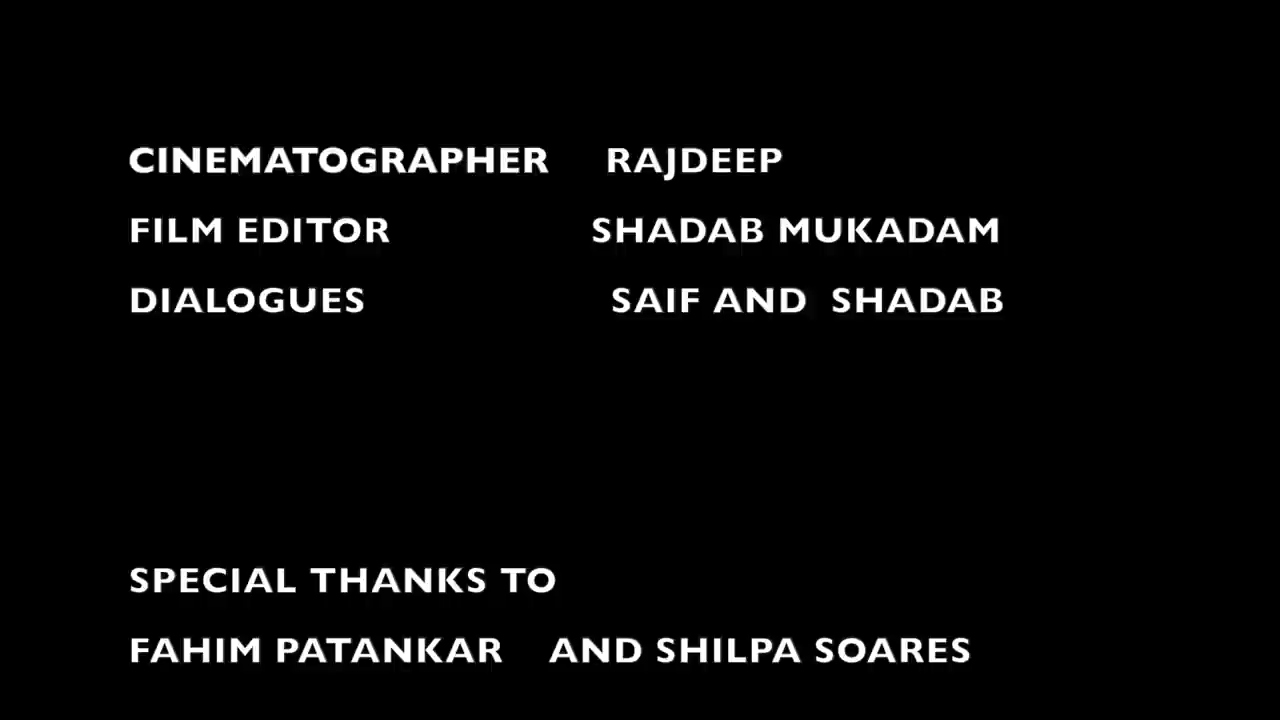 CINEMATOGRAPHER RAJDEEP
FILM EDITOR SHADAB MUKADAM
DIALOGUES SAIF AND SHADAB
SPECIAL THANKS TO
FAHIM PATANKAR AND SHILPA SOARES